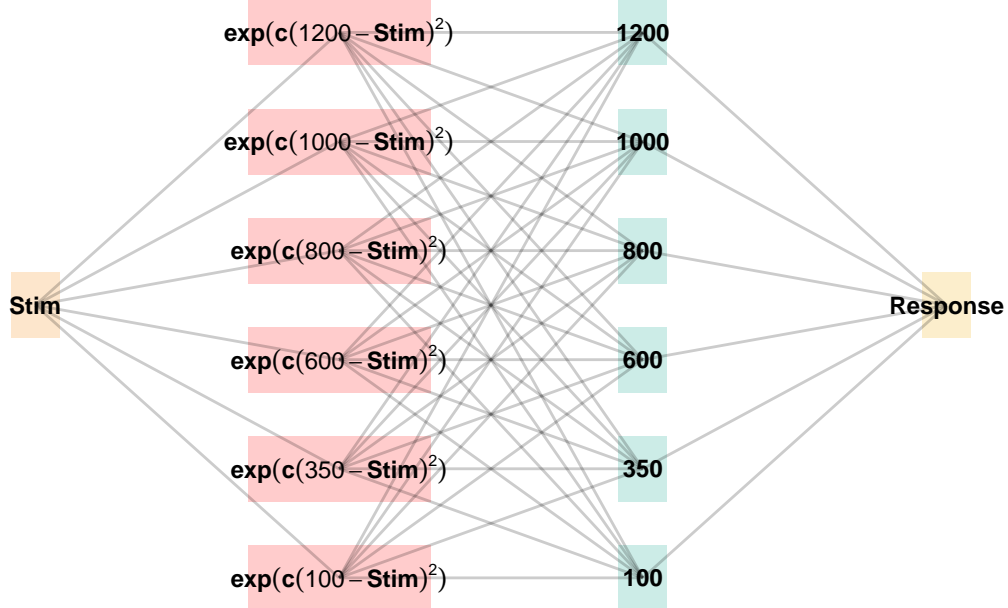 exp(c(1200 – Stim)²) 1200
exp(c(1000 – Stim)²) 1000
exp(c(800 – Stim)²) 800
Stim Response
exp(c(600 – Stim)²) 600
exp(c(350 – Stim)²) 350
exp(c(100 – Stim)²) 100